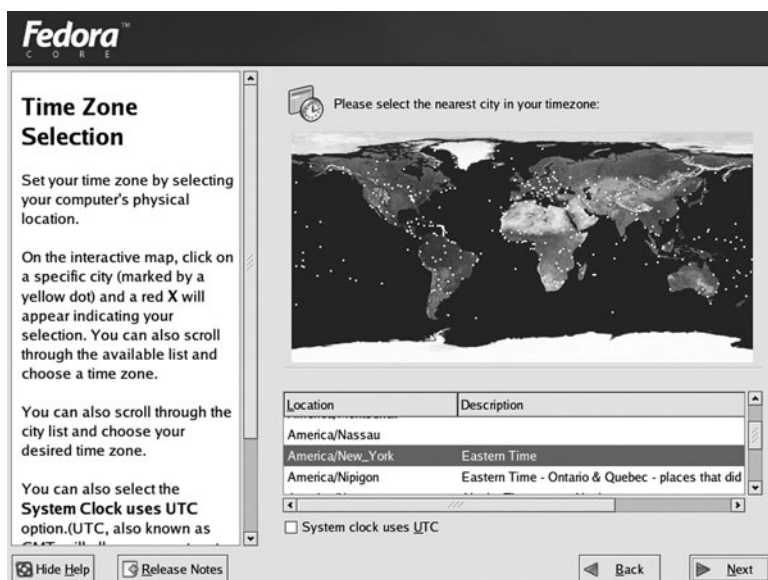 Fedora™
CORE
Time Zone
Selection
Set your time zone by selecting
your computer's physical
location.
On the interactive map, click on
a specific city (marked by a
yellow dot) and a red X will
appear indicating your
selection. You can also scroll
through the available list and
choose a time zone.
You can also scroll through the
city list and choose your
desired time zone.
You can also select the
System Clock uses UTC
option.(UTC, also known as
Please select the nearest city in your timezone:
Location Description
America/Nassau
America/New_York Eastern Time
America/Nipigon Eastern Time - Ontario & Quebec - places that did
System clock uses UTC
Hide Help
Release Notes
Back
Next